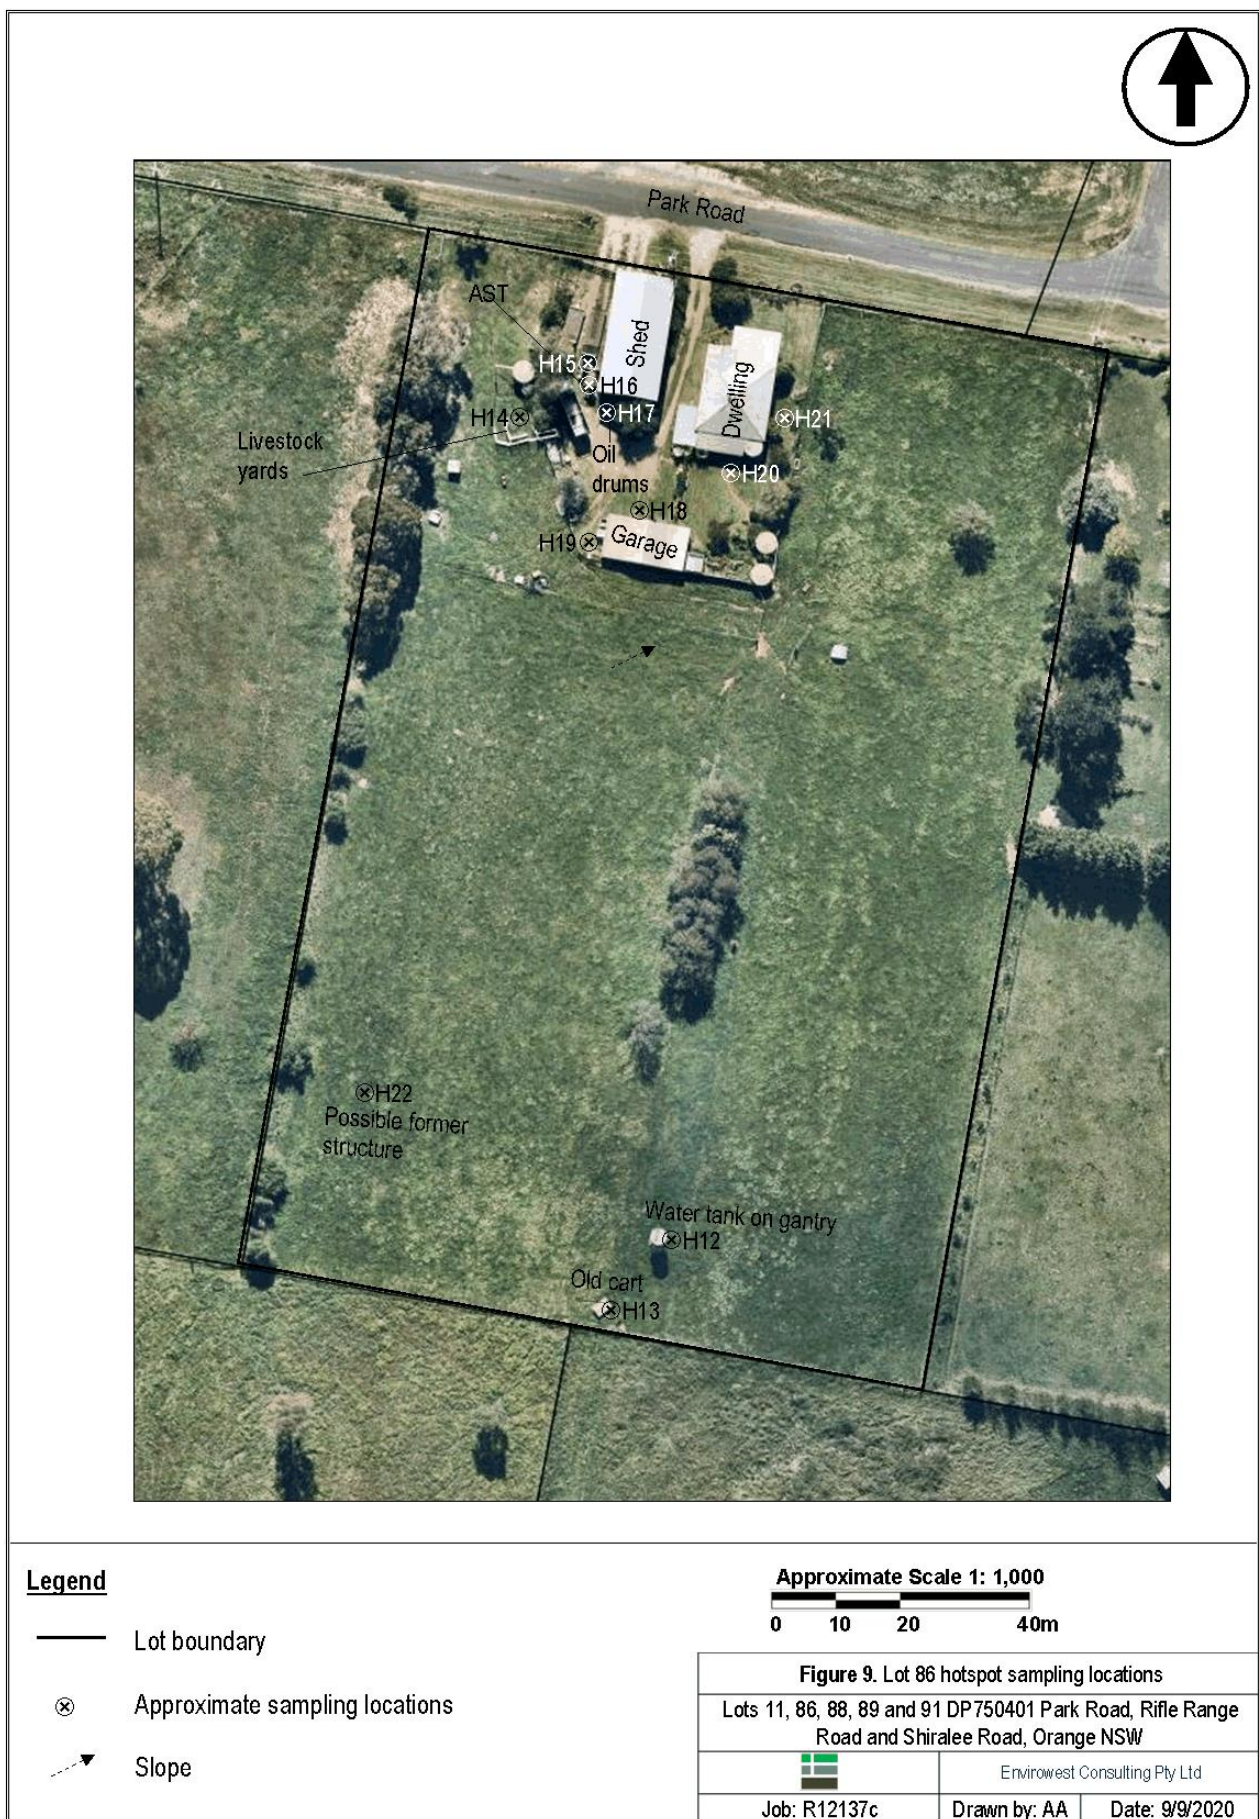 Park Road
AST
H15
Shed
H16
H14
H17
Dwelling
H21
Livestock
yards
Oil
drums
H20
H18
H19
Garage
H22
Possible former
structure
Water tank on gantry
H12
Old cart
H13
Legend
Lot boundary
Approximate sampling locations
Slope
Approximate Scale 1: 1,000
0 10 20 40m
Figure 9. Lot 86 hotspot sampling locations
Lots 11, 86, 88, 89 and 91 DP750401 Park Road, Rifle Range
Road and Shiralee Road, Orange NSW
Envirowest Consulting Pty Ltd
Job: R12137c
Drawn by: AA
Date: 9/9/2020